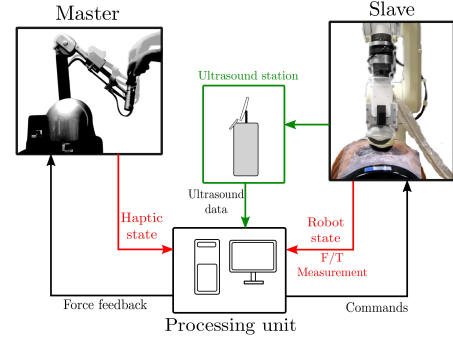 Master
Slave
Ultrasound station
Ultrasound
data
Haptic
state
Robot
state
F/T
Measurement
Force feedback
Commands
Processing unit